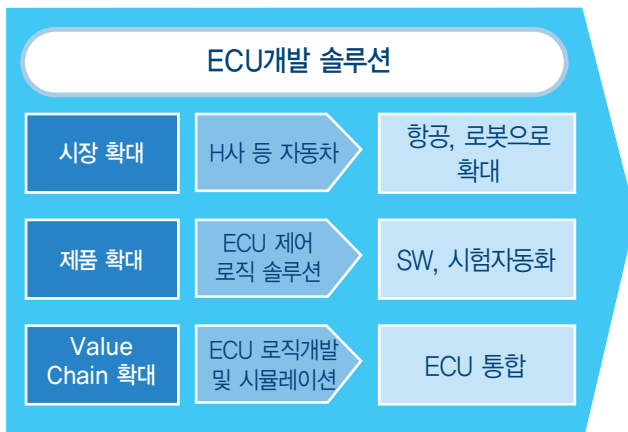 ECU개발 솔루션
시장 확대
H사 등 자동차
항공, 로봇으로
확대
제품 확대
ECU 제어
로직 솔루션
SW, 시험자동화
Value
Chain 확대
ECU 로직개발
및 시뮬레이션
ECU 통합